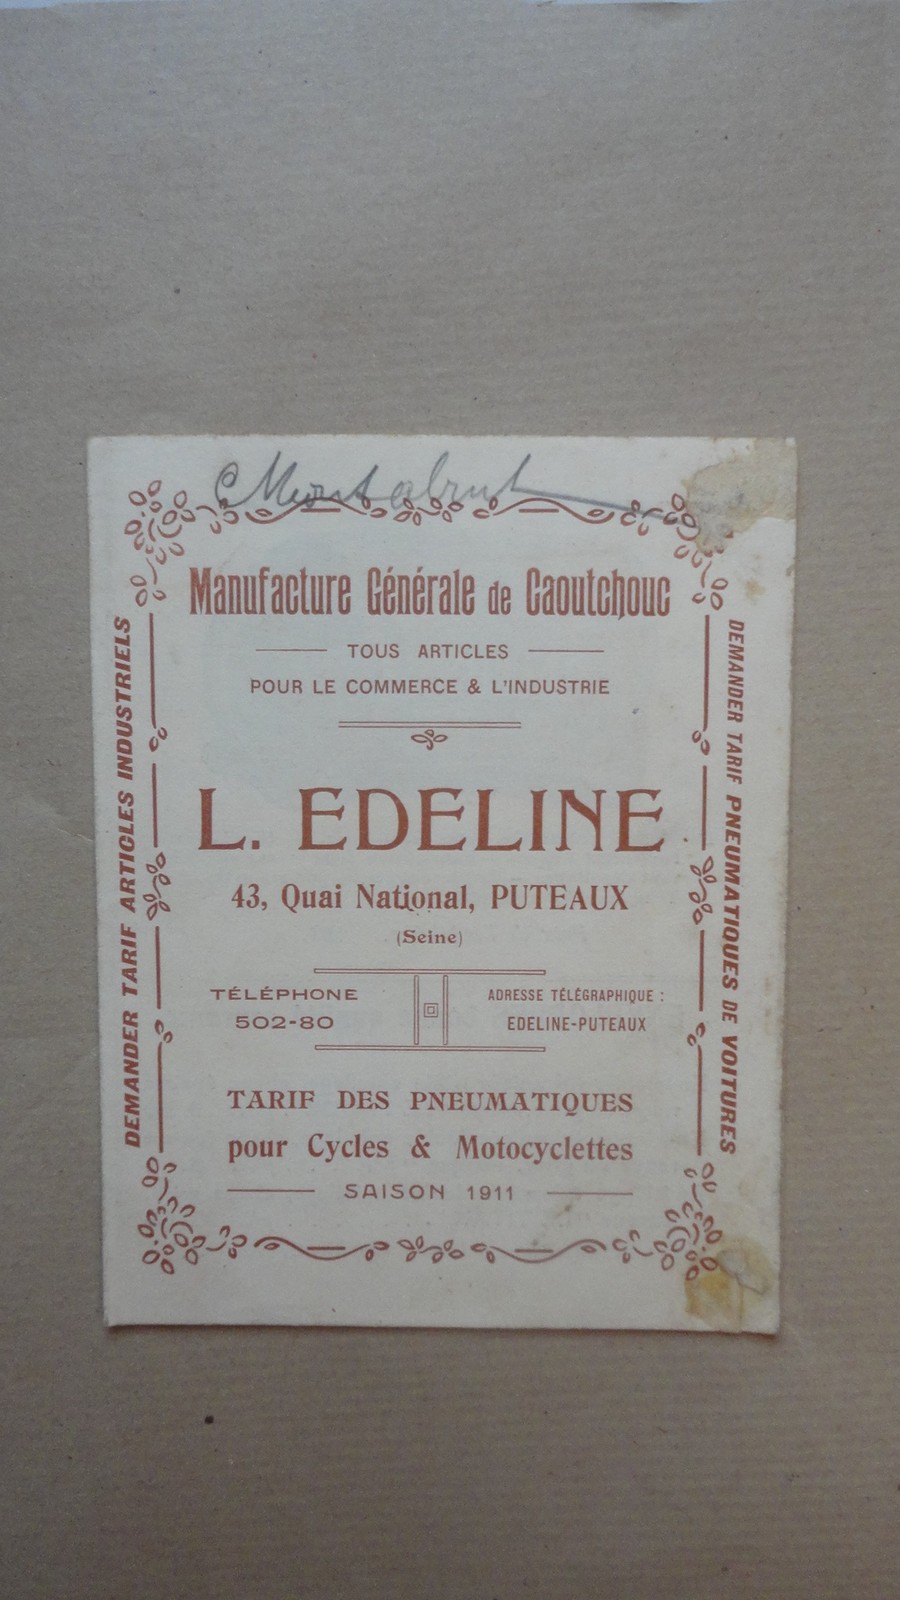 Manufacture Générale de Caoutchouc
TOUS ARTICLES
POUR LE COMMERCE & L'INDUSTRIE
L. EDELINE
43, Quai National, PUTEAUX
(Seine)
TÉLÉPHONE
502-80
ADRESSE TÉLÉGRAPHIQUE :
EDELINE-PUTEAUX
TARIF DES PNEUMATIQUES
pour Cycles & Motocyclettes
SAISON 1911
DEMANDER TARIF ARTICLES INDUSTRIELS
DEMANDER TARIF PNEUMATIQUES DE VOITURES